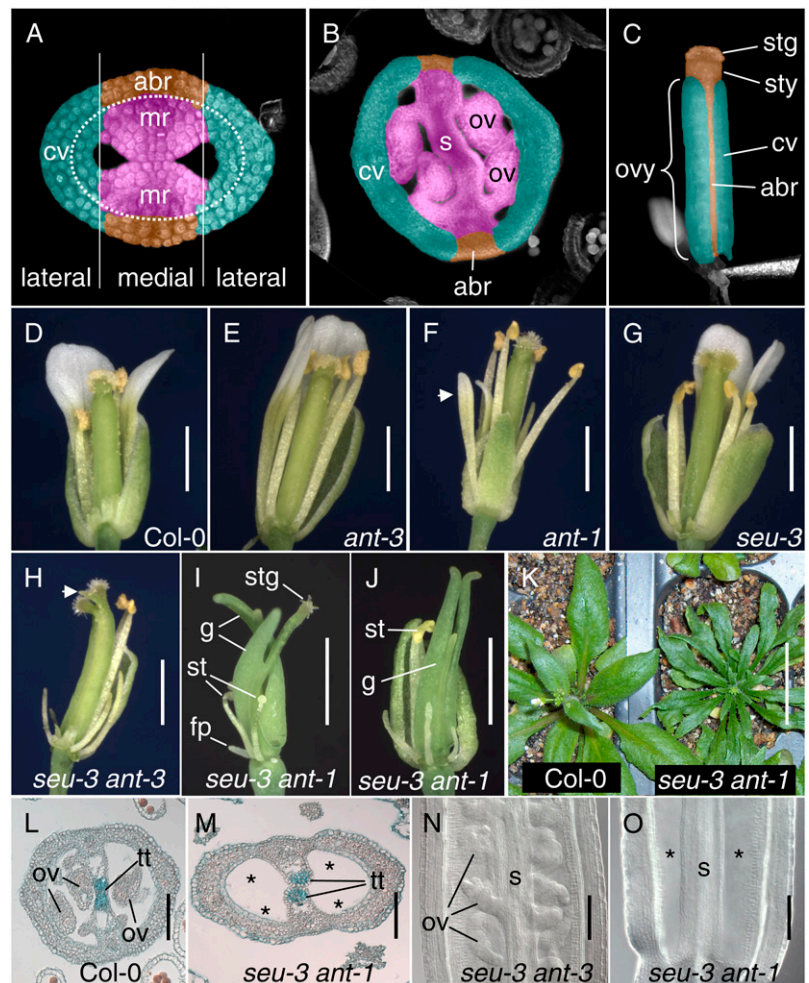 A
abr
mr
cv
mr
lateral medial lateral
B
ov
s
cv
ov
abr
C
stg
sty
cv
ovy
abr
D
Col-0
E
ant-3
F
ant-1
G
seu-3
H
seu-3 ant-3
I
stg
g
st
fp
seu-3 ant-1
J
st
g
seu-3 ant-1
K
Col-0
seu-3 ant-1
L
ov
tt
ov
Col-0
M
* * * *
tt
seu-3 ant-1
N
s
ov
seu-3 ant-3
O
* s *
seu-3 ant-1